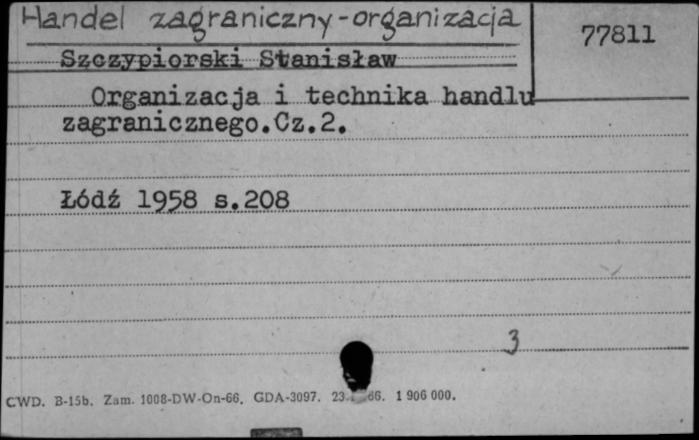 Handel zagraniczny-organizacja
77811
Szczypiorski Stanisław
Organizacja i technika handlu
zagranicznego.Cz.2.
Łódź 1958 s.208
3
CWD. B-15b. Zam. 1008-DW-On-66. GDA-3097. 66. 1 906 000.